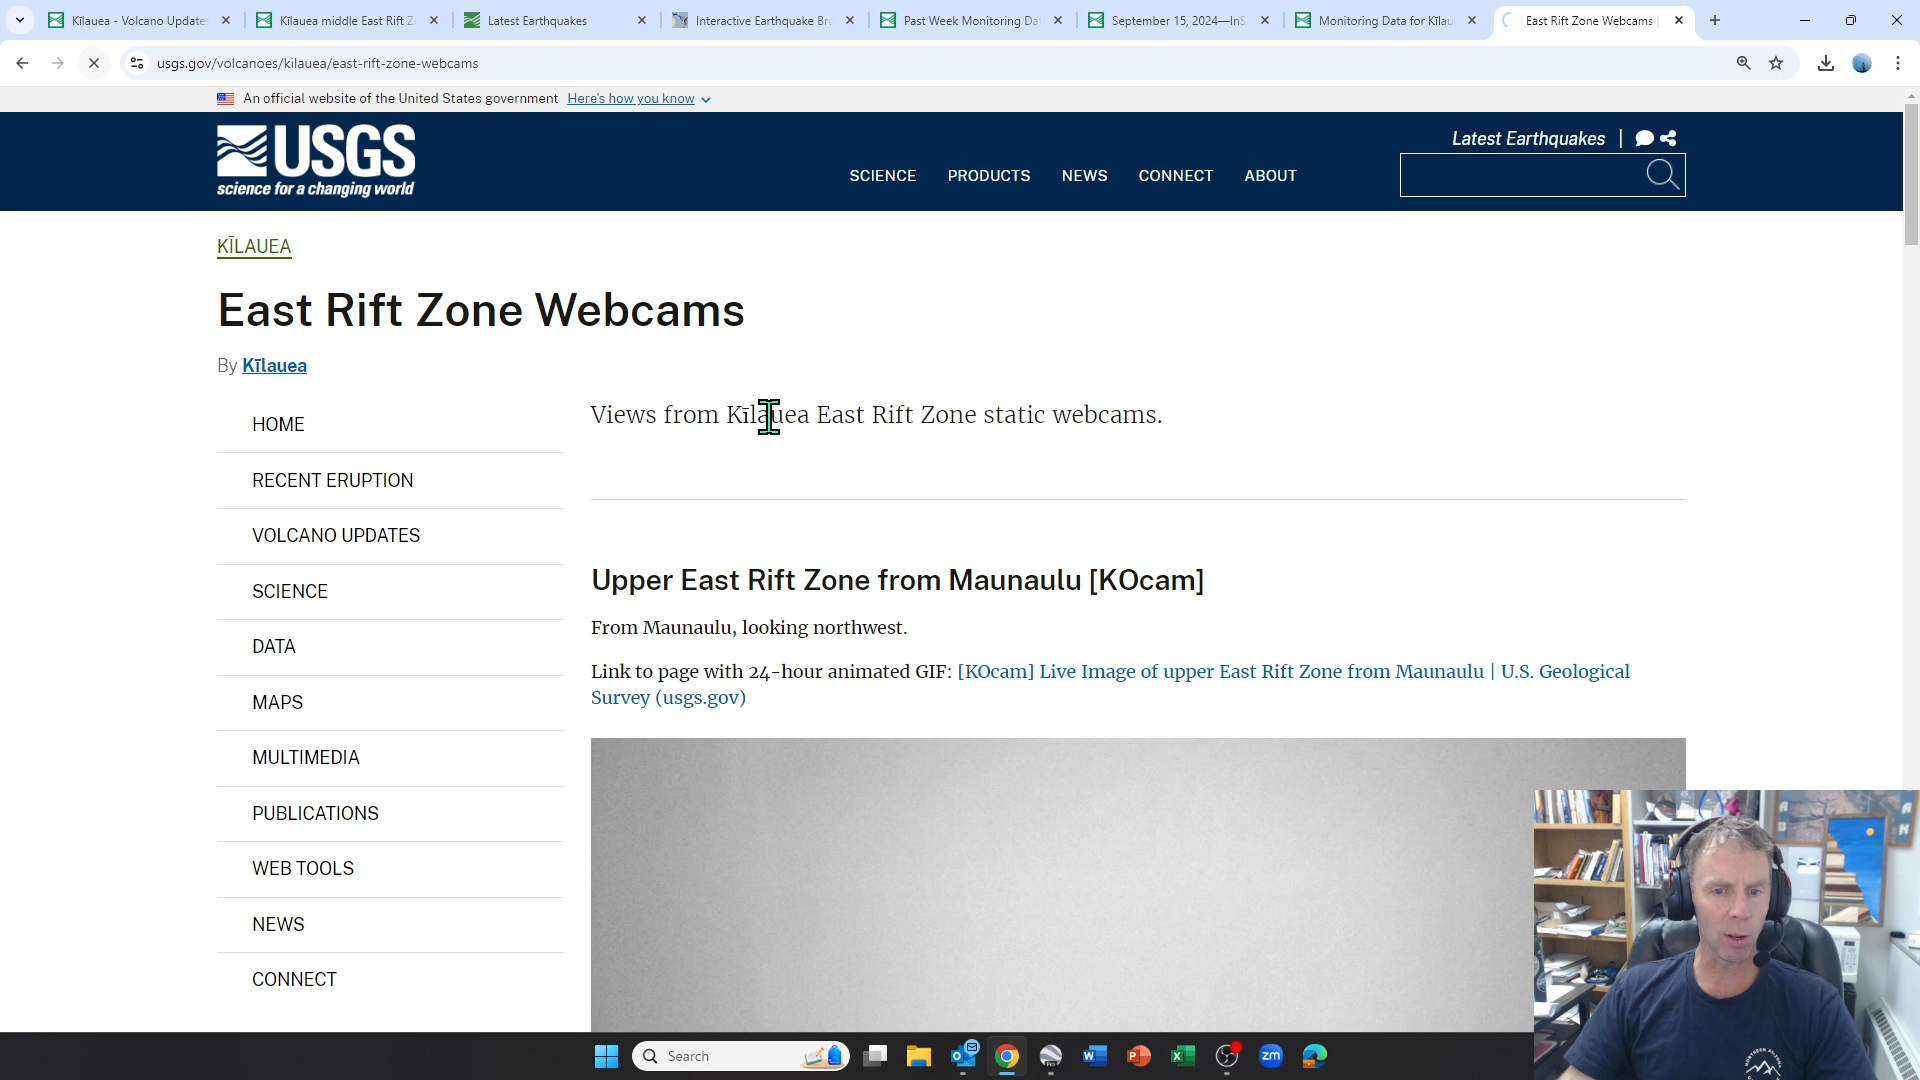 Kīlauea - Volcano Updates
Kīlauea middle East Rift Z
Latest Earthquakes
Interactive Earthquake Bro
Past Week Monitoring Da
September 15, 2024—InS
Monitoring Data for Kīlau
East Rift Zone Webcams |
usgs.gov/volcanoes/kilauea/east-rift-zone-webcams
An official website of the United States government Here's how you know
USGS
science for a changing world
Latest Earthquakes |
SCIENCE PRODUCTS NEWS CONNECT ABOUT
KĪLAUEA
East Rift Zone Webcams
By Kīlauea
HOME
RECENT ERUPTION
VOLCANO UPDATES
SCIENCE
DATA
MAPS
MULTIMEDIA
PUBLICATIONS
WEB TOOLS
NEWS
CONNECT
Views from Kīlauea East Rift Zone static webcams.
Upper East Rift Zone from Maunaulu [KOcam]
From Maunaulu, looking northwest.
Link to page with 24-hour animated GIF: [KOcam] Live Image of upper East Rift Zone from Maunaulu | U.S. Geological
Survey (usgs.gov)
Search
zm